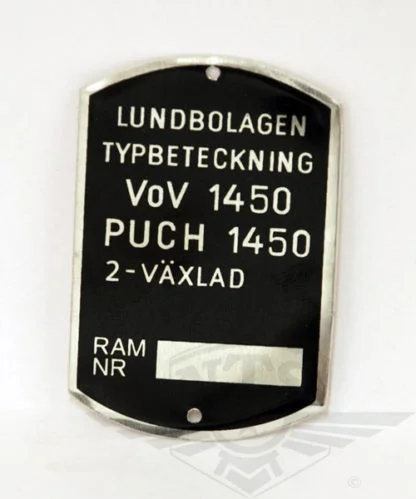 LUNDBOLAGEN
TYPBETECKNING
VoV 1450
PUCH 1450
2-VÄXLAD
RAM
NR